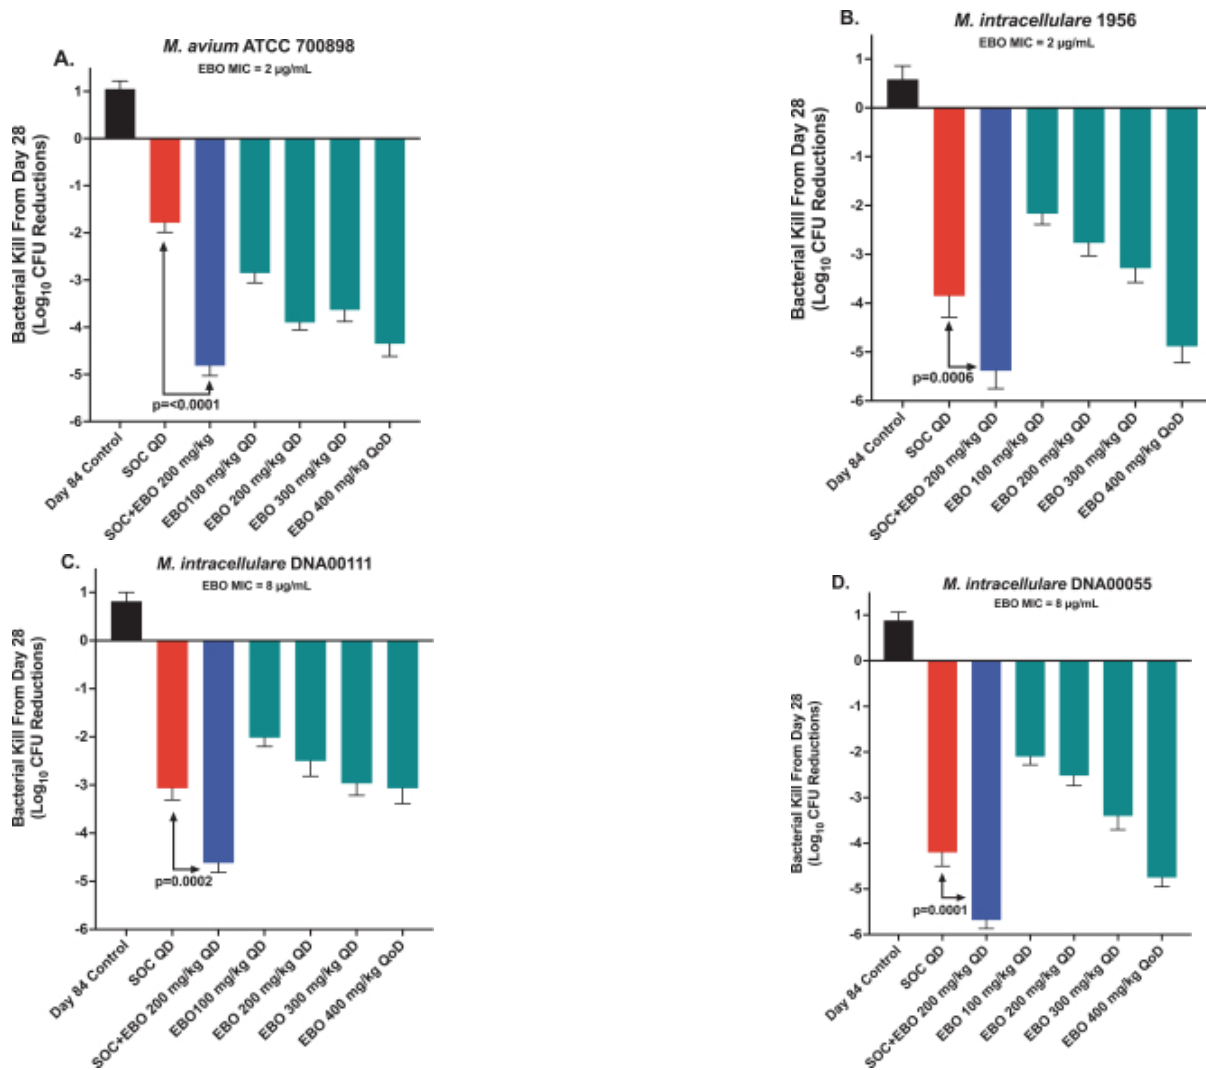 A.
M. avium ATCC 700898
EBO MIC = 2 µg/mL
Bacterial Kill From Day 28
(Log10 CFU Reductions)
1
0
-1
-2
-3
-4
-5
-6
p=<0.0001
Day 84 Control
SOC QD
SOC+EBO 200 mg/kg
EBO100 mg/kg QD
EBO 200 mg/kg QD
EBO 300 mg/kg QD
EBO 400 mg/kg QoD
B.
M. intracellulare 1956
EBO MIC = 2 µg/mL
Bacterial Kill From Day 28
(Log10 CFU Reductions)
1
0
-1
-2
-3
-4
-5
-6
p=0.0006
Day 84 Control
SOC QD
SOC+EBO 200 mg/kg QD
EBO 100 mg/kg QD
EBO 200 mg/kg QD
EBO 300 mg/kg QD
EBO 400 mg/kg QoD
C.
M. intracellulare DNA00111
EBO MIC = 8 µg/mL
Bacterial Kill From Day 28
(Log10 CFU Reductions)
1
0
-1
-2
-3
-4
-5
-6
p=0.0002
Day 84 Control
SOC QD
SOC+EBO 200 mg/kg QD
EBO100 mg/kg QD
EBO 200 mg/kg QD
EBO 300 mg/kg QD
EBO 400 mg/kg QoD
D.
M. intracellulare DNA00055
EBO MIC = 8 µg/mL
Bacterial Kill From Day 28
(Log10 CFU Reductions)
1
0
-1
-2
-3
-4
-5
-6
p=0.0001
Day 84 Control
SOC QD
SOC+EBO 200 mg/kg QD
EBO 100 mg/kg QD
EBO 200 mg/kg QD
EBO 300 mg/kg QD
EBO 400 mg/kg QoD